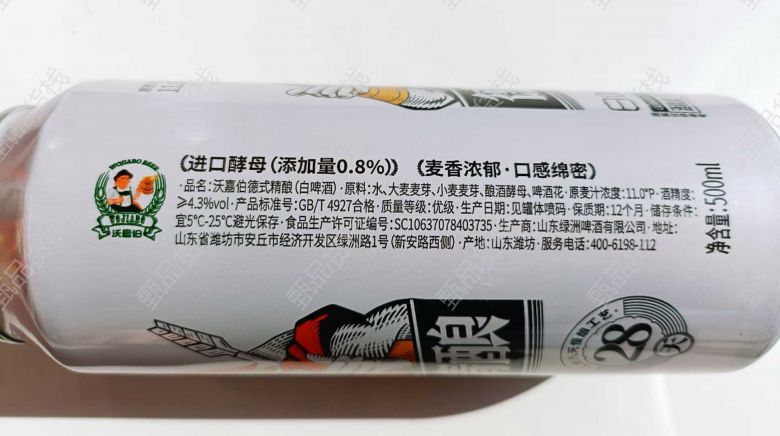 《进口酵母(添加量0.8%)》 《麦香浓郁·口感绵密》
·品名:沃嘉伯德式精酿(白啤酒)·原料:水、大麦麦芽、小麦麦芽、酿酒酵母、啤酒花·原麦汁浓度:11.0°P·酒精度:
≥4.3%vol·产品标准号:GB/T 4927合格·质量等级:优级·生产日期:见罐体喷码·保质期:12个月·储存条件:
宜5°C-25°C避光保存·食品生产许可证编号:SC10637078403735·生产商:山东绿洲啤酒有限公司·地址:
山东省潍坊市安丘市经济开发区绿洲路1号(新安路西侧)·产地:山东潍坊·服务电话:400-6198-112
净含量:500ml
WOJIABO BEER
WOJIABO
沃嘉伯
酿
28
天
甄品货栈